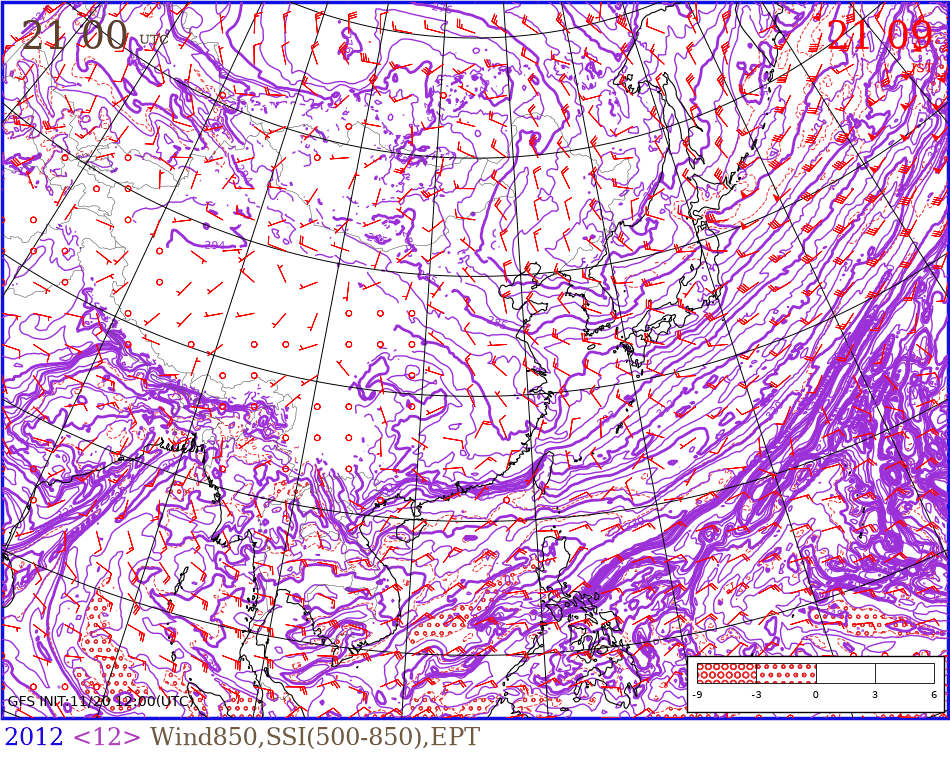 21 00 UTC
21 09
JST
294
-9 -3 0 3 6
GFS INIT:11/20 12:00(UTC)
2012 <12> Wind850,SSI(500-850),EPT